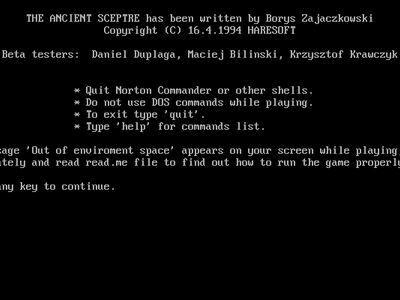 THE ANCIENT SCEPTRE has been written by Borys Zajaczkowski
Copyright (C) 16.4.1994 HARESOFT
Beta testers: Daniel Duplaga, Maciej Bilinski, Krzysztof Krawczyk
* Quit Norton Commander or other shells.
* Do not use DOS commands while playing.
* To exit type 'quit'.
* Type 'help' for commands list.
sage 'Out of enviroment space' appears on your screen while playing
ately and read read.me file to find out how to run the game properly
any key to continue.